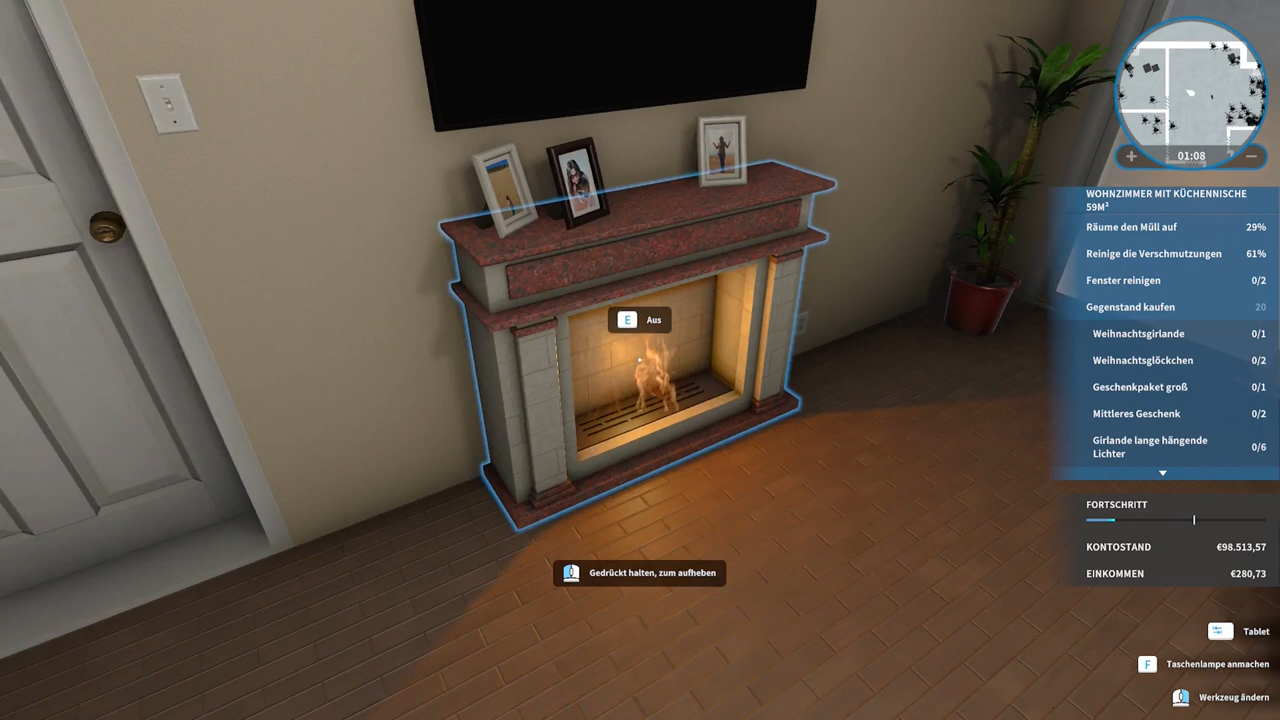 01:08
WOHNZIMMER MIT KÜCHENNISCHE
59M²
Räume den Müll auf 29%
Reinige die Verschmutzungen 61%
Fenster reinigen 0/2
Gegenstand kaufen 20
Weihnachtsgirlande 0/1
Weihnachtsglöckchen 0/2
Geschenkpaket groß 0/1
Mittleres Geschenk 0/2
Girlande lange hängende
Lichter 0/6
E Aus
FORTSCHRITT
KONTOSTAND €98.513,57
EINKOMMEN €280,73
Gedrückt halten, zum aufheben
Tablet
F Taschenlampe anmachen
Werkzeug ändern